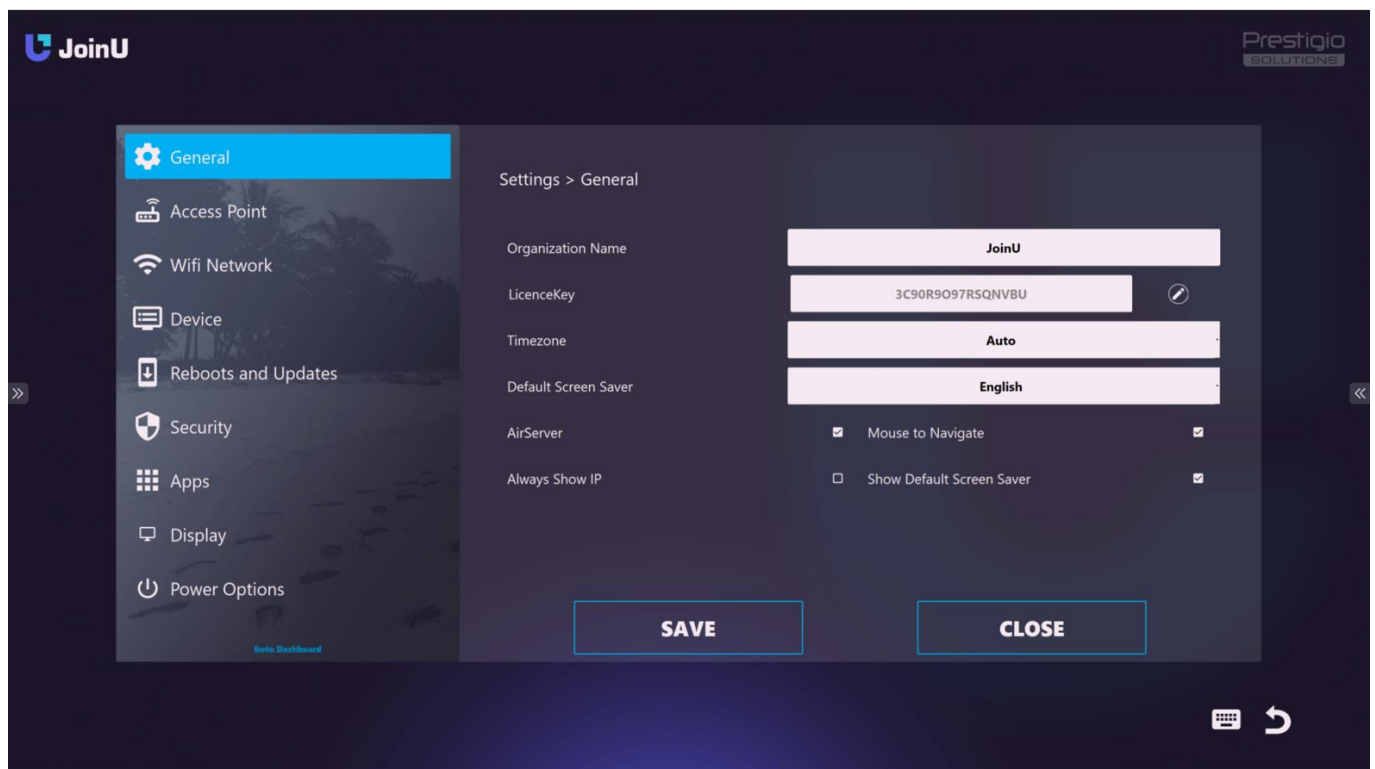 JoinU
Prestigio
SOLUTIONS
General
Access Point
Wifi Network
Device
Reboots and Updates
Security
Apps
Display
Power Options
Goto Dashboard
Settings > General
Organization Name JoinU
LicenceKey 3C90R9O97RSQNVBU
Timezone Auto
Default Screen Saver English
AirServer Mouse to Navigate
Always Show IP Show Default Screen Saver
SAVE CLOSE